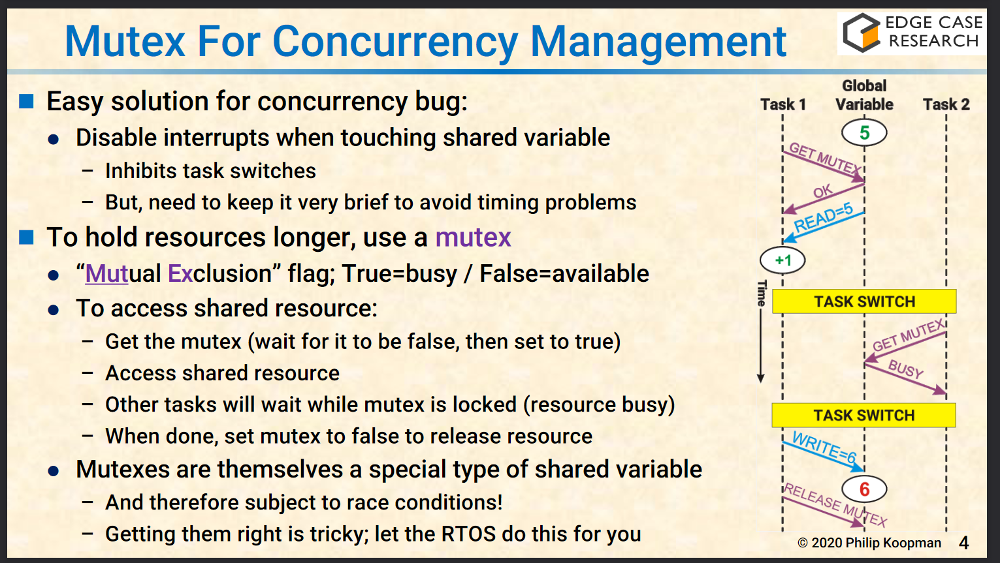 Mutex For Concurrency Management
EDGE CASE
RESEARCH
■ Easy solution for concurrency bug:
● Disable interrupts when touching shared variable
– Inhibits task switches
– But, need to keep it very brief to avoid timing problems
■ To hold resources longer, use a mutex
● “Mutual Exclusion” flag; True=busy / False=available
● To access shared resource:
– Get the mutex (wait for it to be false, then set to true)
– Access shared resource
– Other tasks will wait while mutex is locked (resource busy)
– When done, set mutex to false to release resource
● Mutexes are themselves a special type of shared variable
– And therefore subject to race conditions!
– Getting them right is tricky; let the RTOS do this for you
Task 1
Global
Variable
Task 2
5
GET MUTEX
OK
READ=5
+1
Time
TASK SWITCH
GET MUTEX
BUSY
TASK SWITCH
WRITE=6
6
RELEASE MUTEX
© 2020 Philip Koopman 4